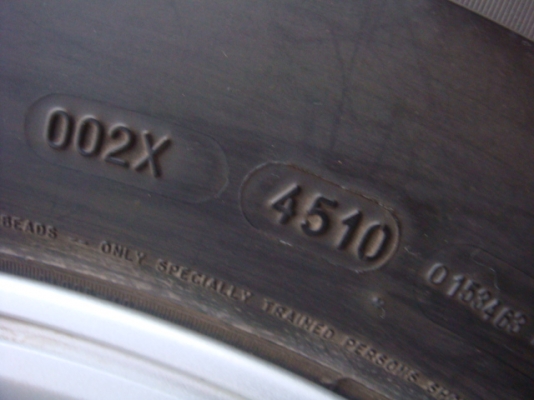 002X 4510
BEADS -- ONLY SPECIALLY TRAINED PERSONS